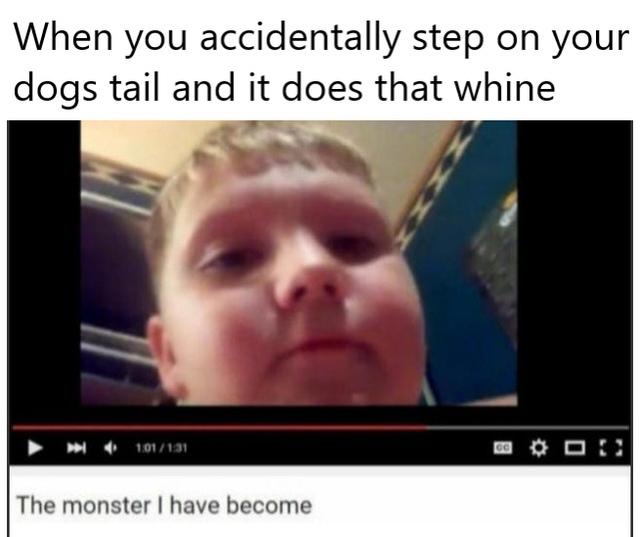 When you accidentally step on your
dogs tail and it does that whine
1:01 / 1:31
CC
The monster I have become